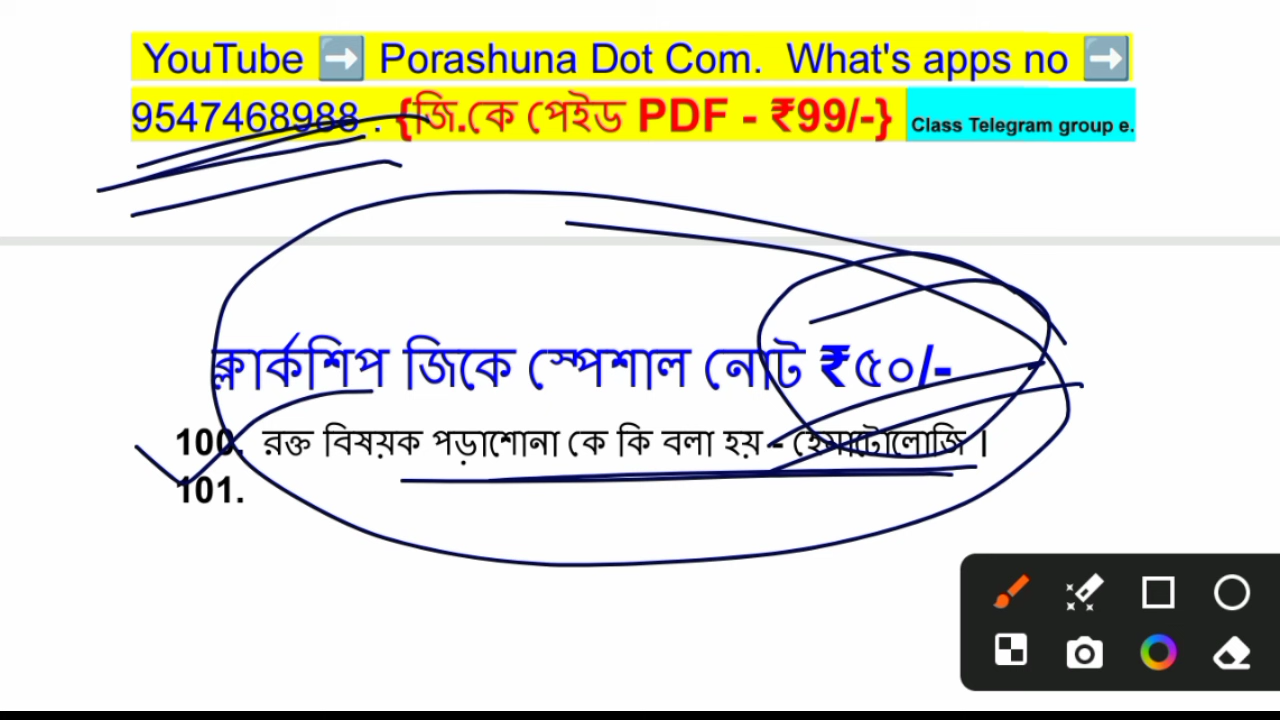 YouTube ➡️ Porashuna Dot Com. What's apps no ➡️
9547468988 . {জি.কে পেইড PDF - ₹99/-} Class Telegram group e.
ক্লার্কশিপ জিকে স্পেশাল নোট ₹৫০/-
100. রক্ত বিষয়ক পড়াশোনা কে কি বলা হয় - হেমাটোলোজি ।
101.